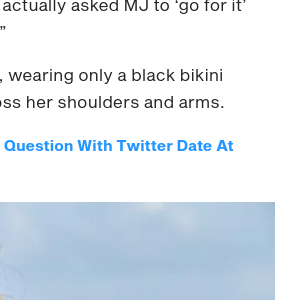 actually asked MJ to ‘go for it’
”
, wearing only a black bikini
oss her shoulders and arms.
Question With Twitter Date At